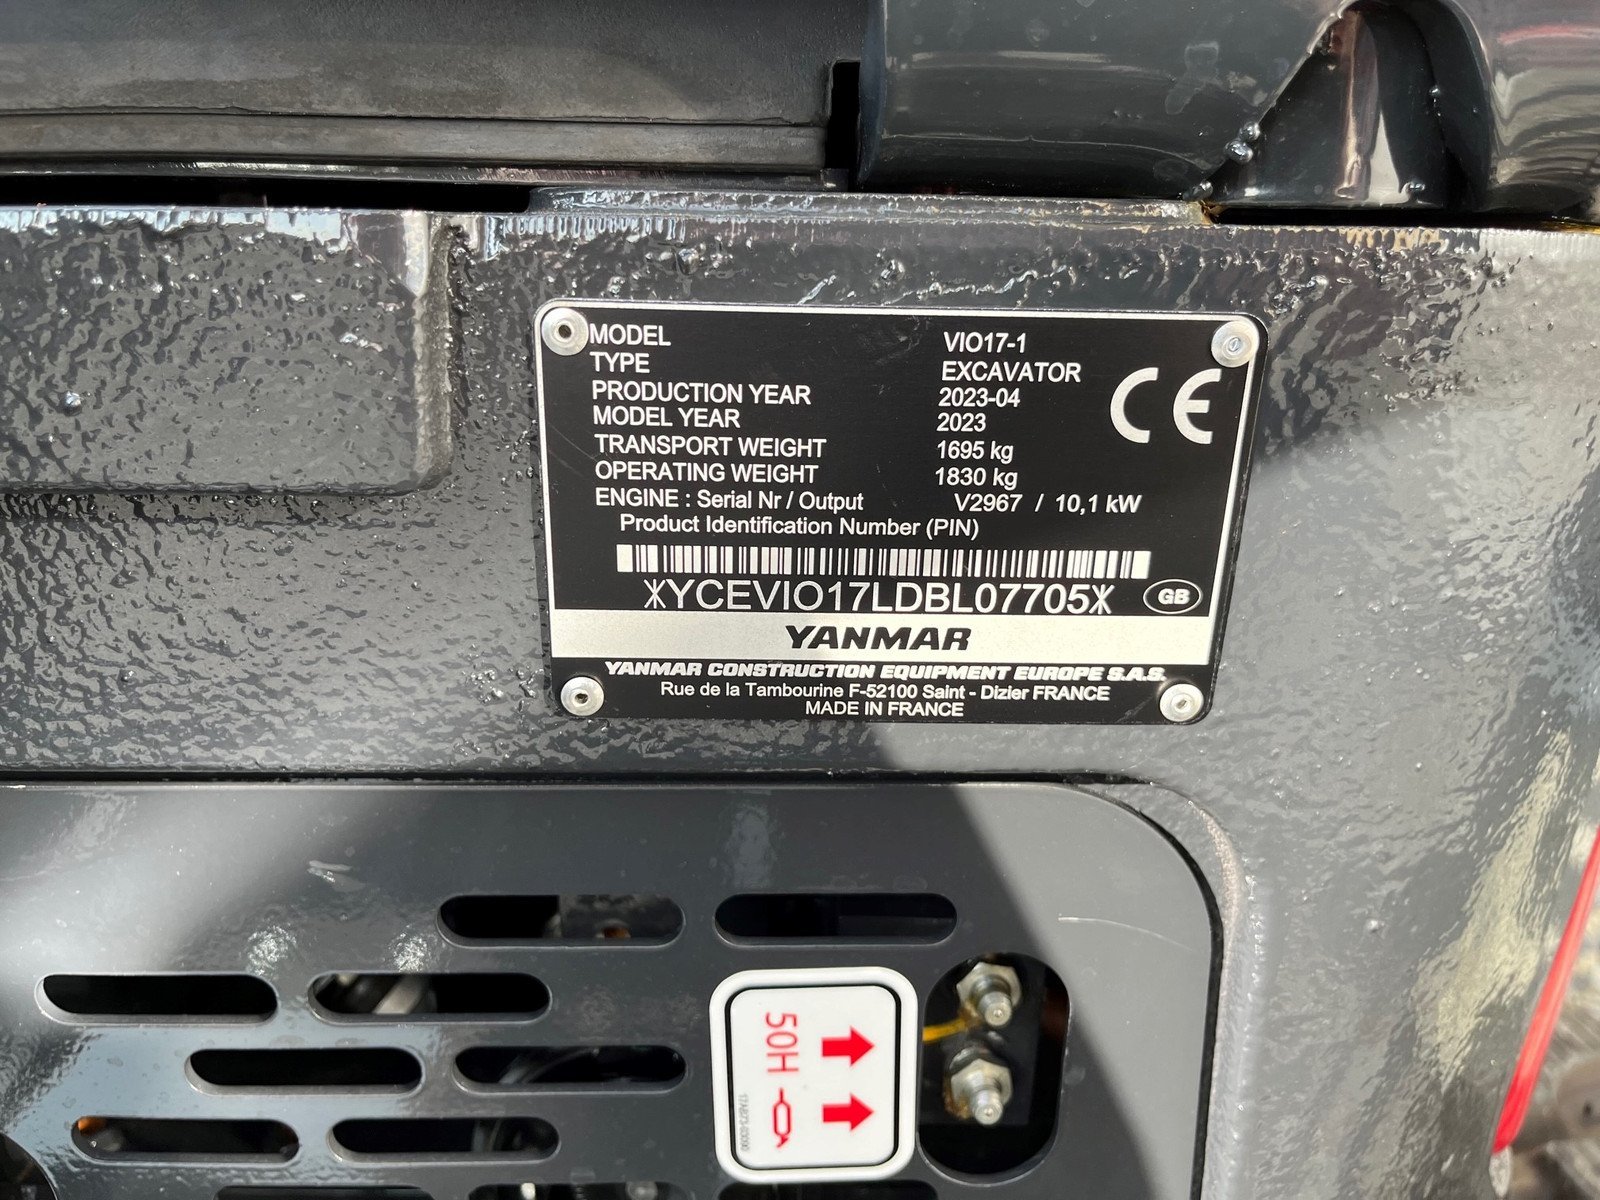 MODEL VIO17-1
TYPE EXCAVATOR
PRODUCTION YEAR 2023-04
MODEL YEAR 2023
TRANSPORT WEIGHT 1695 kg
OPERATING WEIGHT 1830 kg
ENGINE : Serial Nr / Output V2967 / 10,1 kW
CE
Product Identification Number (PIN)
YCEVIO17LDBL07705
GB
YANMAR
YANMAR CONSTRUCTION EQUIPMENT EUROPE S.A.S.
Rue de la Tambourine F-52100 Saint - Dizier FRANCE
MADE IN FRANCE
50H